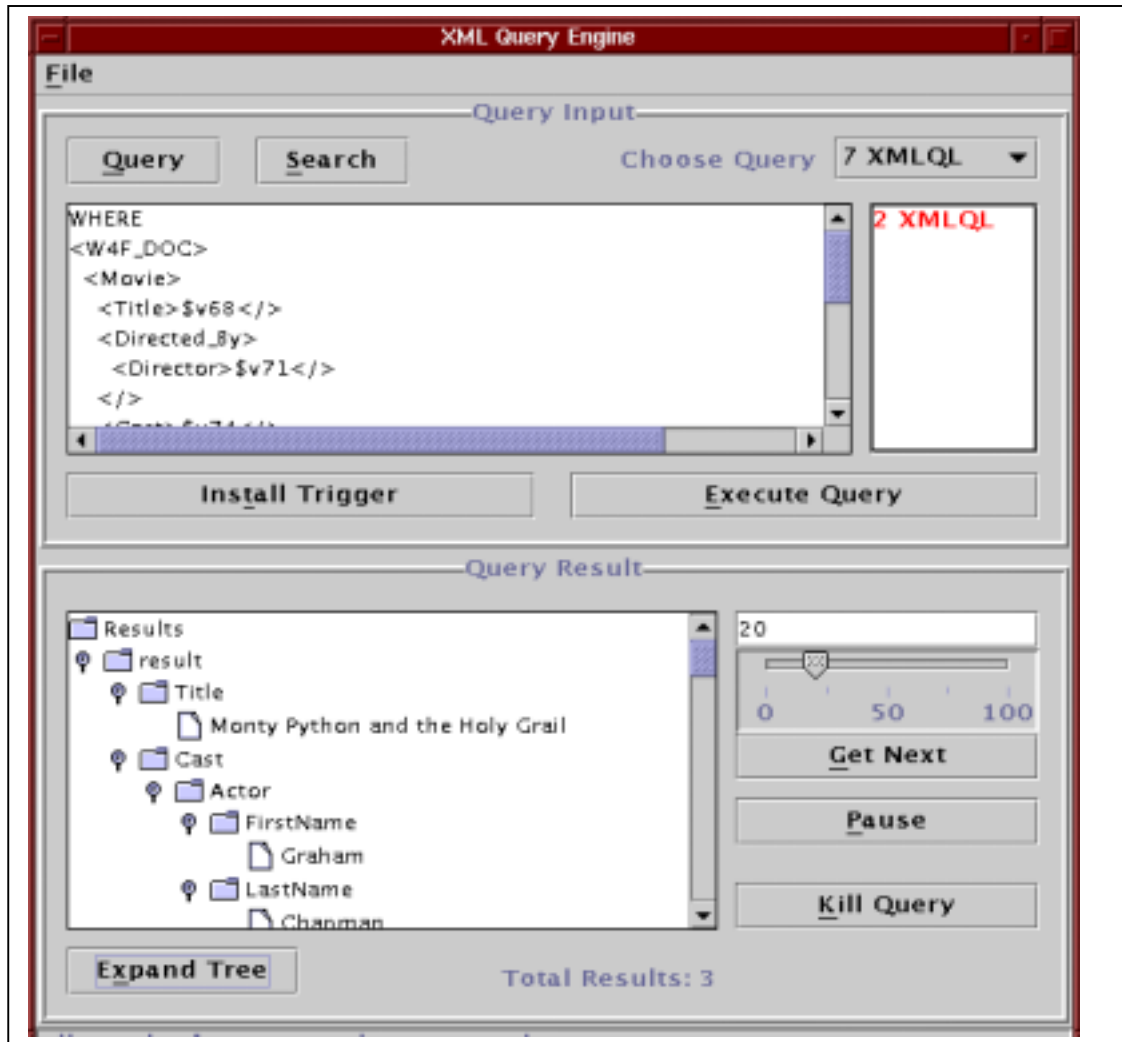 XML Query Engine
File
Query Input
Query Search Choose Query 7 XMLQL
WHERE
<W4F_DOC>
<Movie>
<Title>$v68</>
<Directed_By>
<Director>$v71</>
</>
2 XMLQL
Install Trigger Execute Query
Query Result
Results
result
Title
Monty Python and the Holy Grail
Cast
Actor
FirstName
Graham
LastName
Chapman
20
0 50 100
Get Next
Pause
Kill Query
Expand Tree Total Results: 3